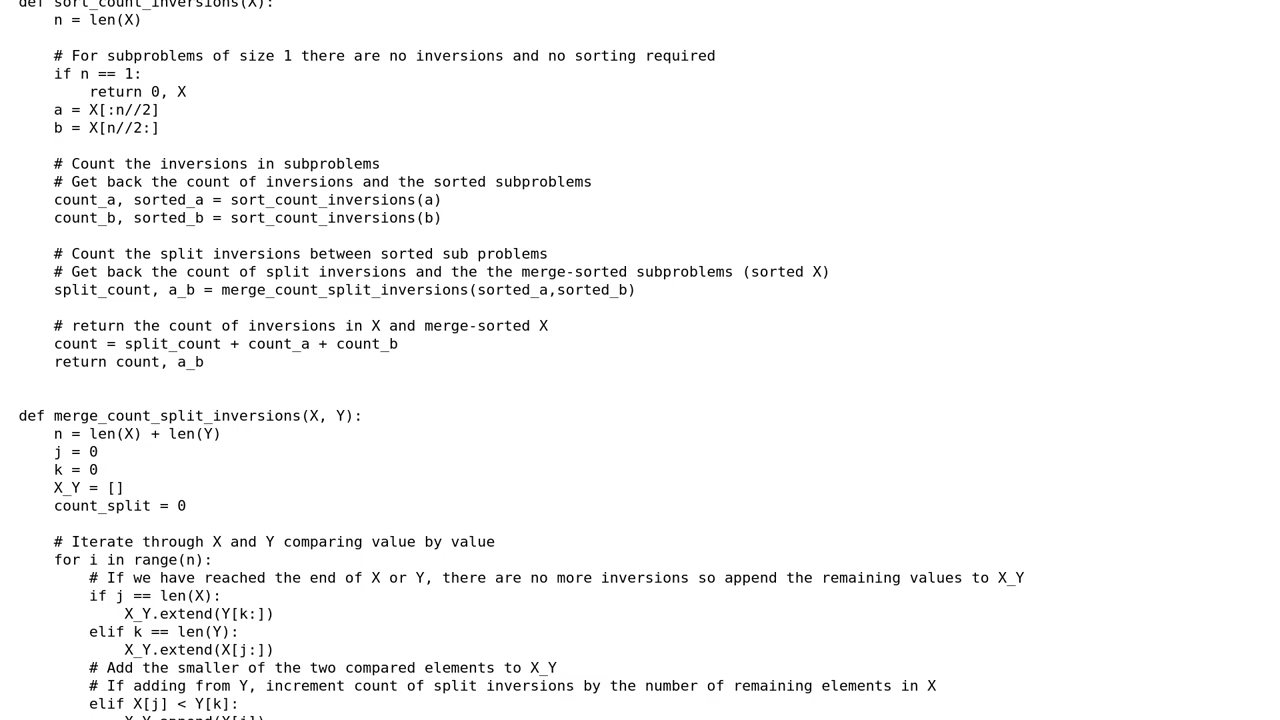 def sort_count_inversions(X):
    n = len(X)

    # For subproblems of size 1 there are no inversions and no sorting required
    if n == 1:
        return 0, X
    a = X[:n//2]
    b = X[n//2:]

    # Count the inversions in subproblems
    # Get back the count of inversions and the sorted subproblems
    count_a, sorted_a = sort_count_inversions(a)
    count_b, sorted_b = sort_count_inversions(b)

    # Count the split inversions between sorted sub problems
    # Get back the count of split inversions and the the merge-sorted subproblems (sorted X)
    split_count, a_b = merge_count_split_inversions(sorted_a,sorted_b)

    # return the count of inversions in X and merge-sorted X
    count = split_count + count_a + count_b
    return count, a_b


def merge_count_split_inversions(X, Y):
    n = len(X) + len(Y)
    j = 0
    k = 0
    X_Y = []
    count_split = 0

    # Iterate through X and Y comparing value by value
    for i in range(n):
        # If we have reached the end of X or Y, there are no more inversions so append the remaining values to X_Y
        if j == len(X):
            X_Y.extend(Y[k:])
        elif k == len(Y):
            X_Y.extend(X[j:])
        # Add the smaller of the two compared elements to X_Y
        # If adding from Y, increment count of split inversions by the number of remaining elements in X
        elif X[j] < Y[k]:
            X_Y.append(X[j])